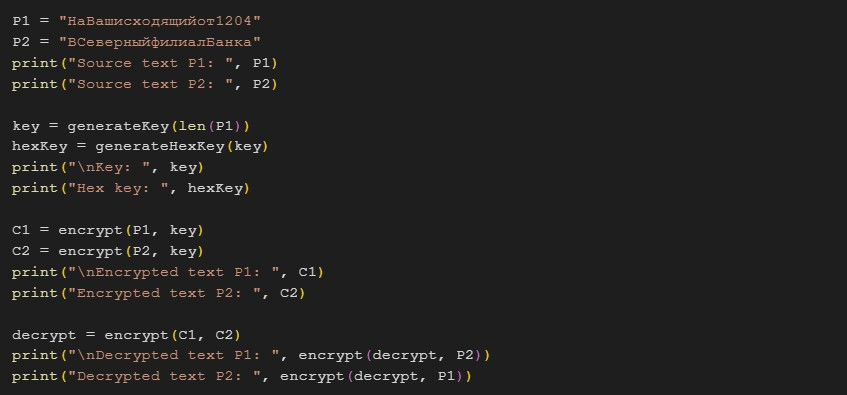 P1 = "НаВашисходящийот1204"
P2 = "ВСеверныйфилиалБанка"
print("Source text P1: ", P1)
print("Source text P2: ", P2)
key = generateKey(len(P1))
hexKey = generateHexKey(key)
print("\nKey: ", key)
print("Hex key: ", hexKey)
C1 = encrypt(P1, key)
C2 = encrypt(P2, key)
print("\nEncrypted text P1: ", C1)
print("Encrypted text P2: ", C2)
decrypt = encrypt(C1, C2)
print("\nDecrypted text P1: ", encrypt(decrypt, P2))
print("Decrypted text P2: ", encrypt(decrypt, P1))